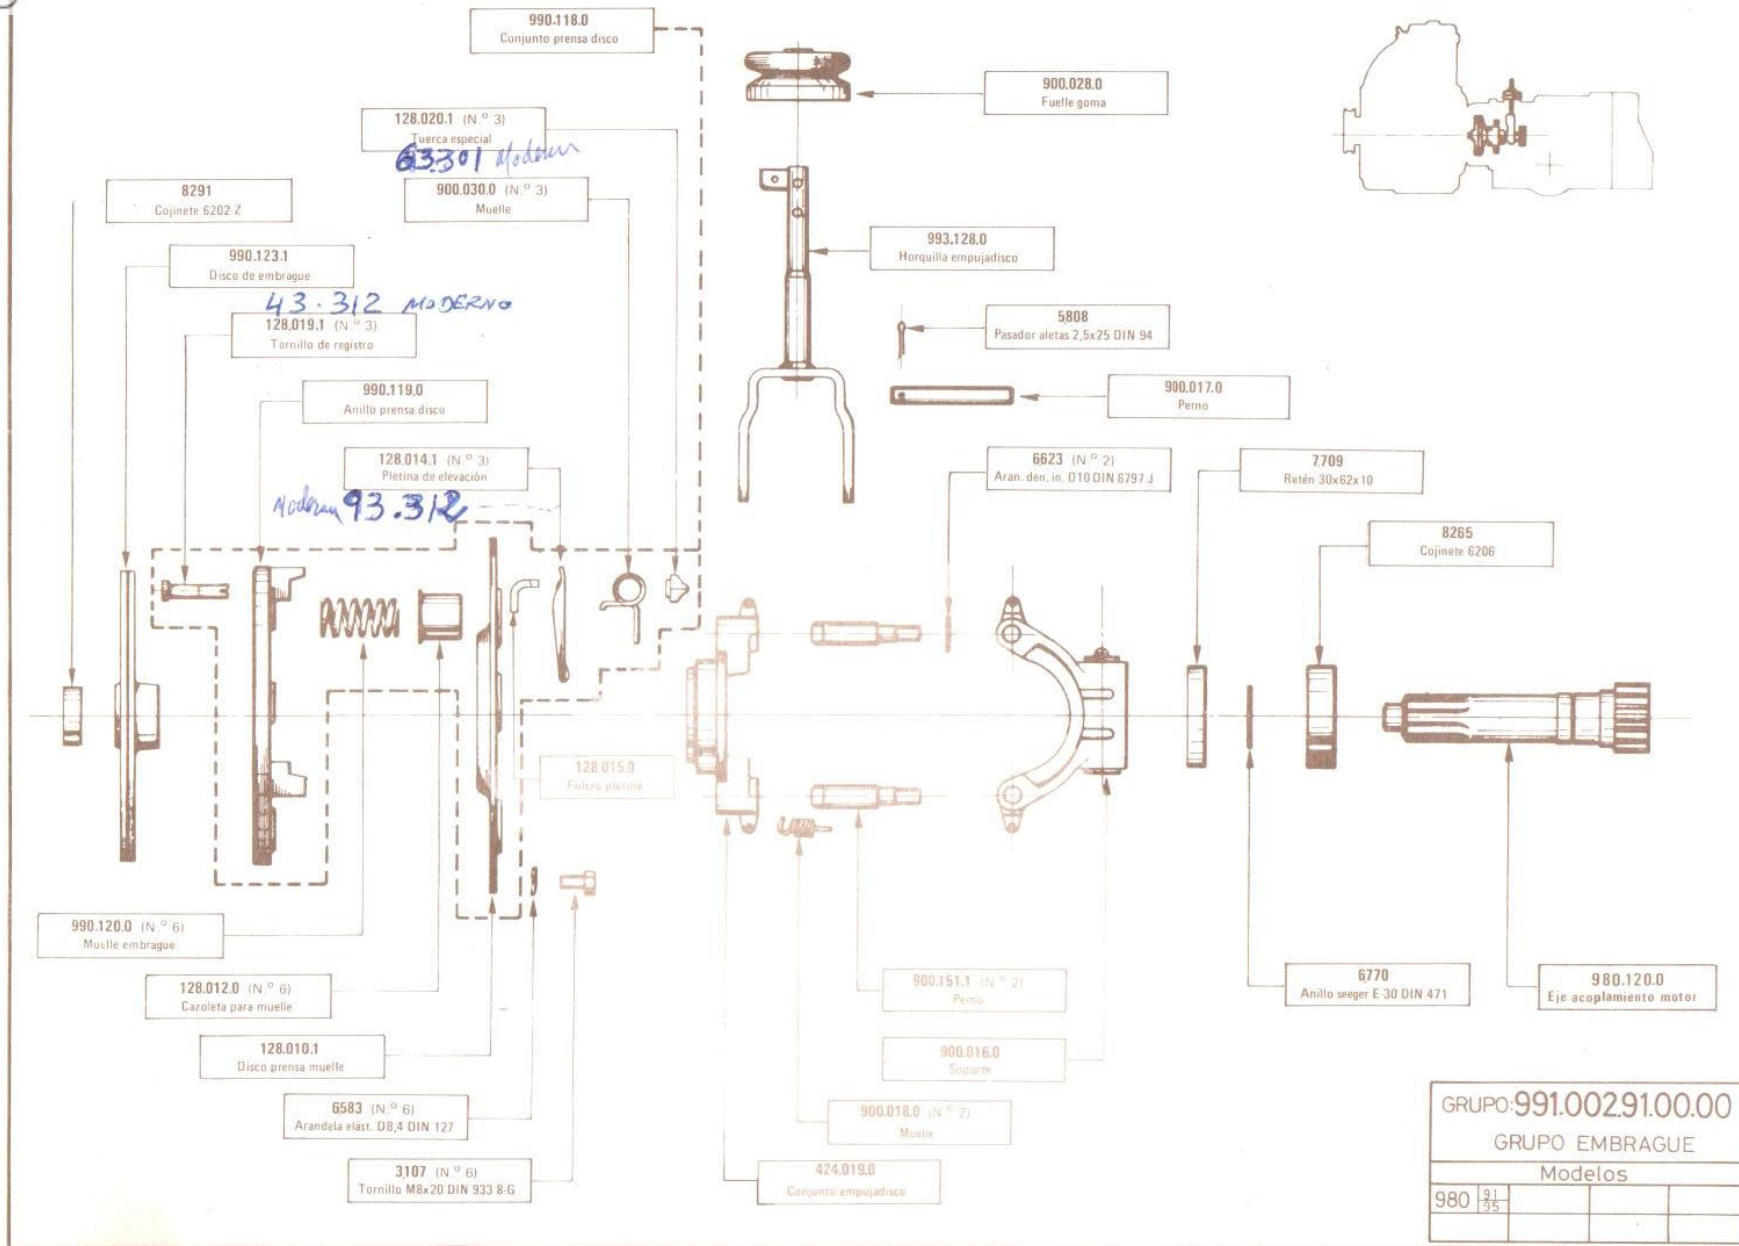 990.118.0
Conjunto prensa disco
900.028.0
Fuelle goma
128.020.1 (N.º 3)
Tuerca especial
63.301
8291
Cojinete 6202-Z
900.030.0 (N.º 3)
Muelle
990.123.1
Disco de embrague
993.128.0
Horquilla empujadisco
43.312 MODERNO
128.019.1 (N.º 3)
Tornillo de registro
5808
Pasador aletas 2,5x25 DIN 94
990.119.0
Anillo prensa disco
900.017.0
Perno
128.014.1 (N.º 3)
Pletina de elevación
6623 (N.º 2)
Aran. den. in. D10 DIN 6797 J
7.709
Retén 30x62x10
93.312
8265
Cojinete 6206
128.015.0
Fulcro pletina
990.120.0 (N.º 6)
Muelle embrague
128.012.0 (N.º 6)
Cazoleta para muelle
900.151.1 (N.º 2)
Perno
6770
Anillo seeger E-30 DIN 471
980.120.0
Eje acoplamiento motor
128.010.1
Disco prensa muelle
900.016.0
Soporte
6583 (N.º 6)
Arandela elást. D8,4 DIN 127
900.018.0 (N.º 2)
Muelle
3107 (N.º 6)
Tornillo M8x20 DIN 933 8-G
424.019.0
Conjunto empujadisco
GRUPO: 991.002.91.00.00
GRUPO EMBRAGUE
Modelos
980 91
95